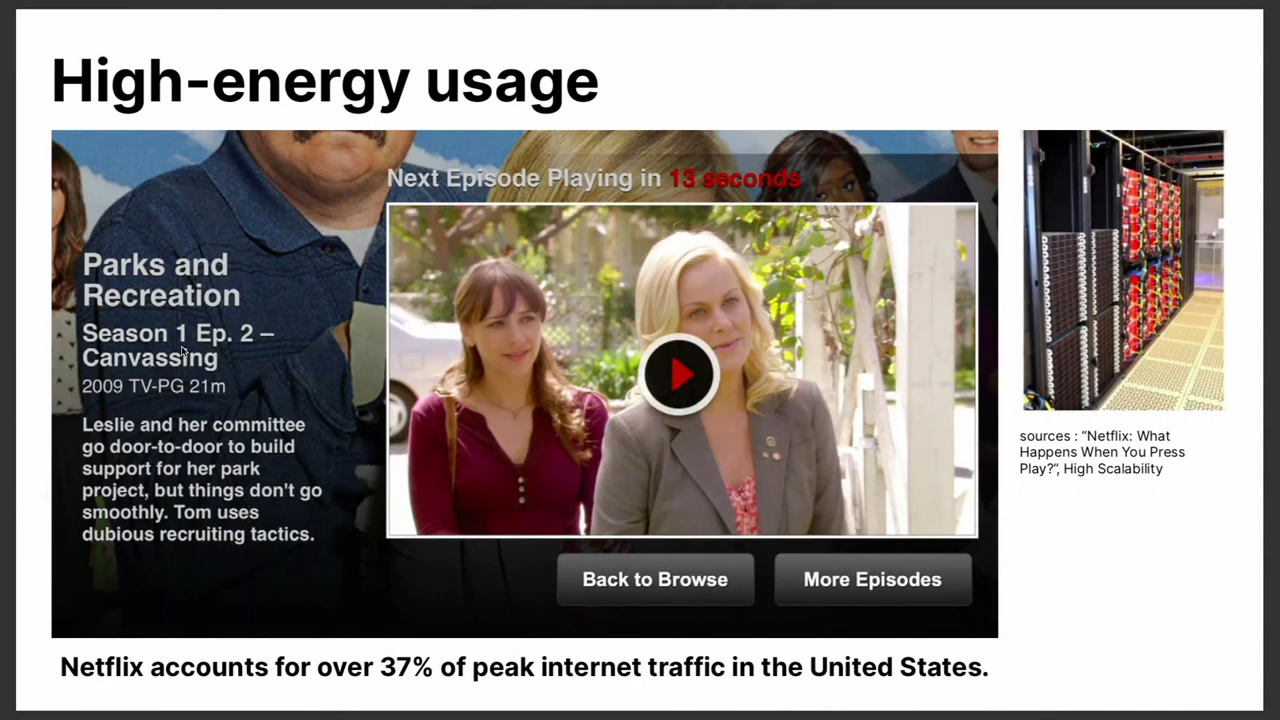 High-energy usage
Next Episode Playing in 13 seconds
Parks and
Recreation
Season 1 Ep. 2 –
Canvassing
2009 TV-PG 21m
Leslie and her committee
go door-to-door to build
support for her park
project, but things don't go
smoothly. Tom uses
dubious recruiting tactics.
Back to Browse
More Episodes
sources : “Netflix: What
Happens When You Press
Play?”, High Scalability
Netflix accounts for over 37% of peak internet traffic in the United States.